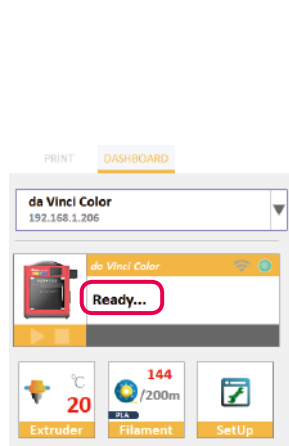 PRINT DASHBOARD
da Vinci Color
192.168.1.206
da Vinci Color
Ready...
°C
20
Extruder
144
/200m
PLA
Filament
SetUp